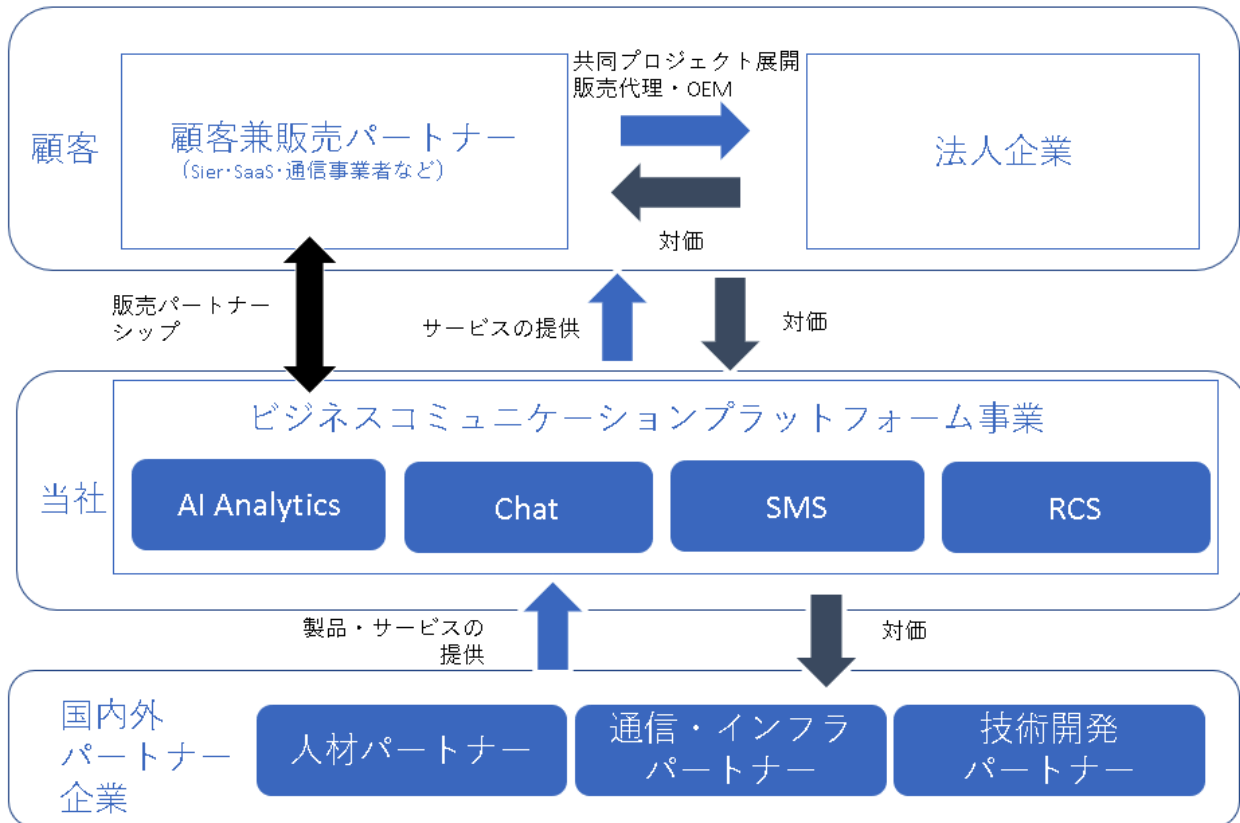 共同プロジェクト展開
販売代理・OEM
顧客
顧客兼販売パートナー
（Sier･SaaS･通信事業者など）
法人企業
対価
販売パートナー
シップ
サービスの提供
対価
ビジネスコミュニケーションプラットフォーム事業
当社
AI Analytics
Chat
SMS
RCS
製品・サービスの
提供
対価
国内外
パートナー
企業
人材パートナー
通信・インフラ
パートナー
技術開発
パートナー